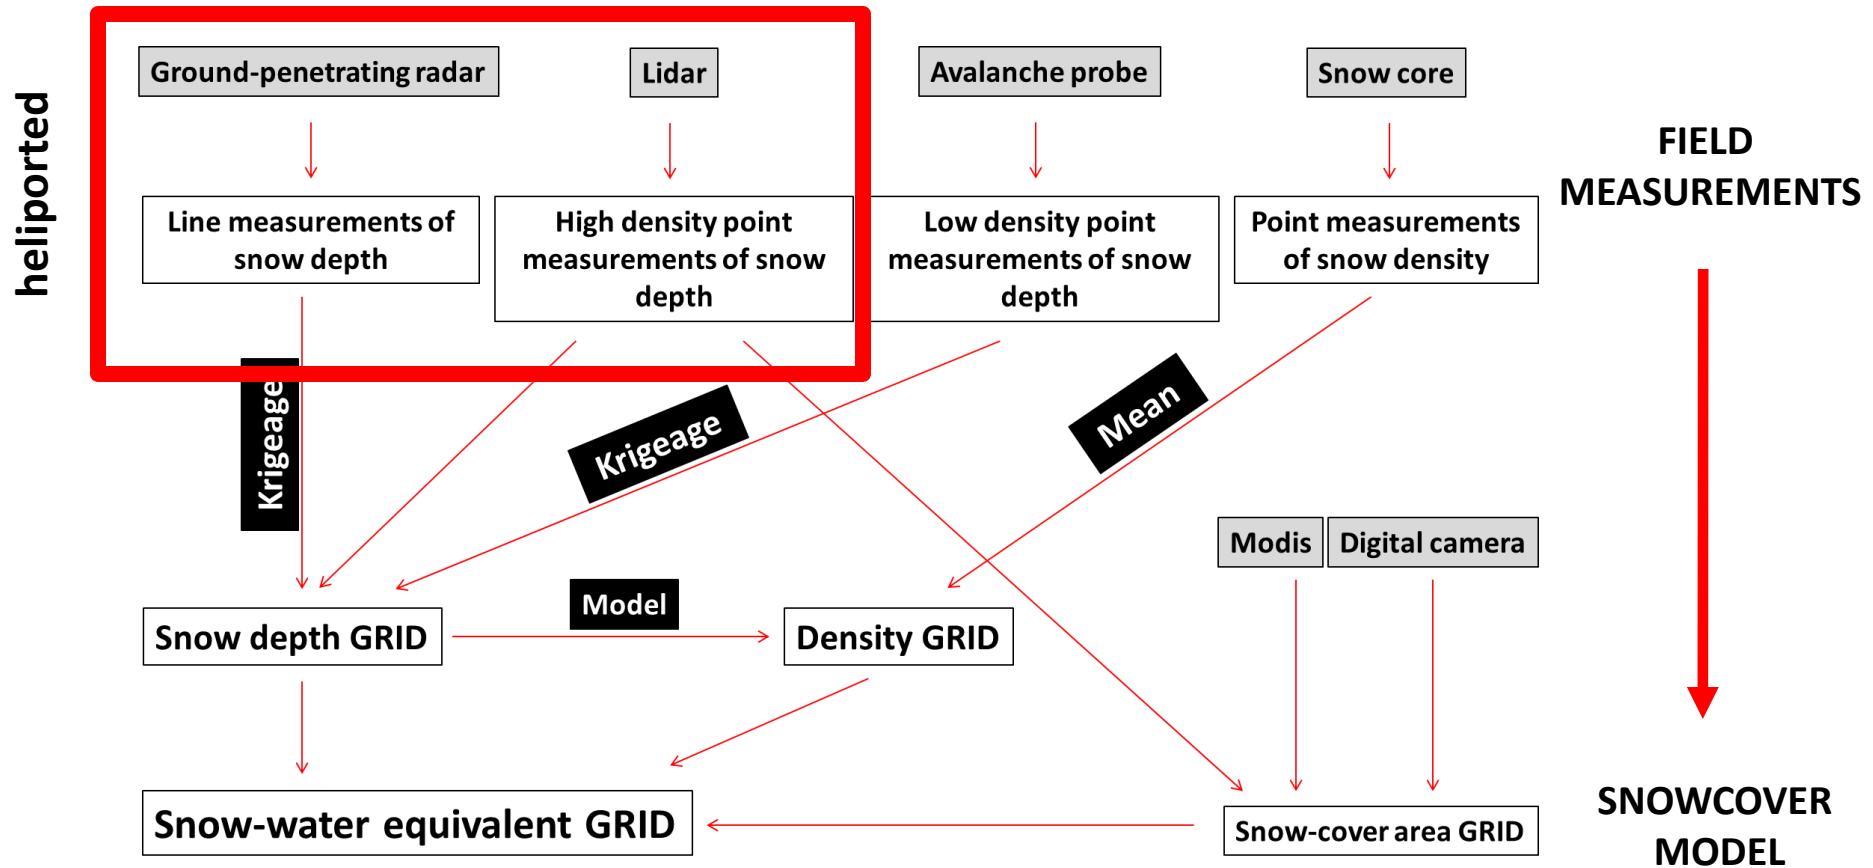 heliported
Ground-penetrating radar
Lidar
Avalanche probe
Snow core
FIELD
MEASUREMENTS
Line measurements of
snow depth
High density point
measurements of snow
depth
Low density point
measurements of snow
depth
Point measurements
of snow density
Krigeage
Krigeage
Mean
Modis
Digital camera
Snow depth GRID
Model
Density GRID
Snow-water equivalent GRID
Snow-cover area GRID
SNOWCOVER
MODEL